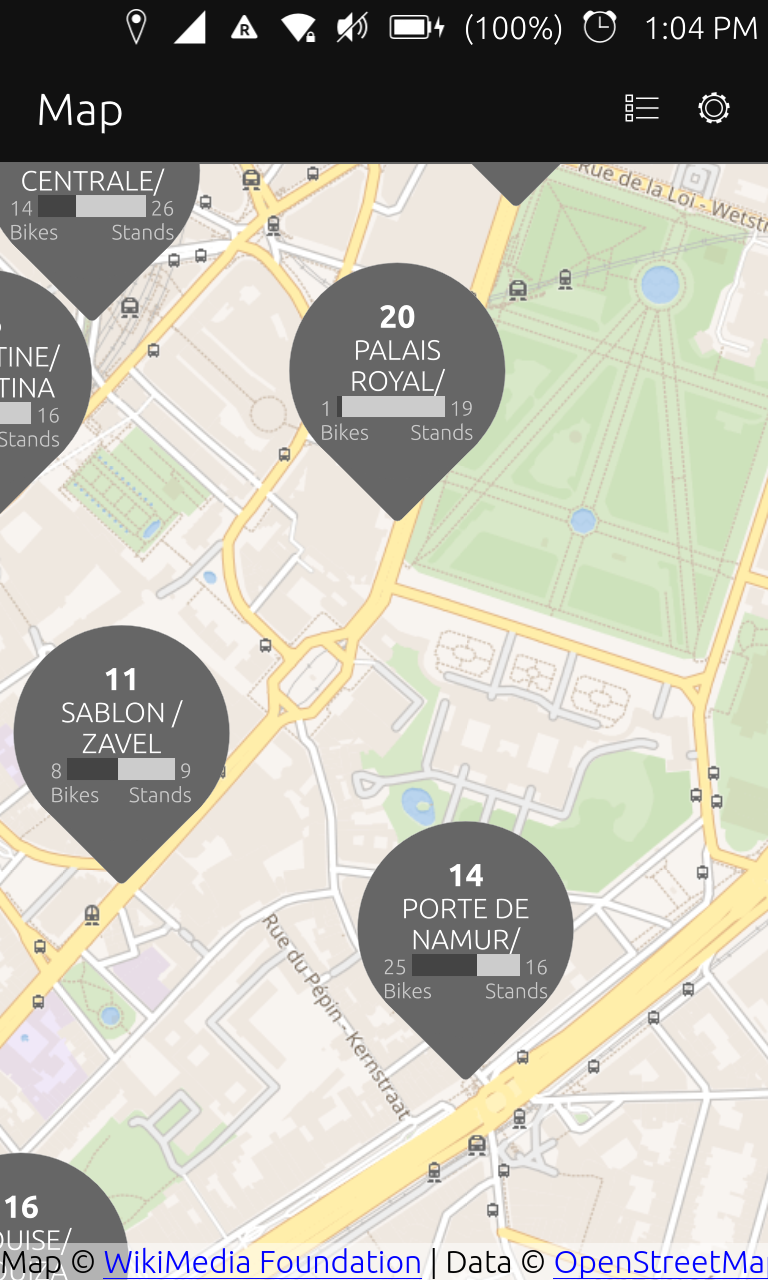 (100%) 1:04 PM
Map
CENTRALE/
14 26
Bikes Stands
Rue de la Loi - Wetstr
TINE/
TINA
16
Stands
20
PALAIS
ROYAL/
1 19
Bikes Stands
11
SABLON /
ZAVEL
8 9
Bikes Stands
14
PORTE DE
NAMUR/
25 16
Bikes Stands
Rue du Pépin - Kernstraat
16
OUISE/
Map © WikiMedia Foundation | Data © OpenStreetMap